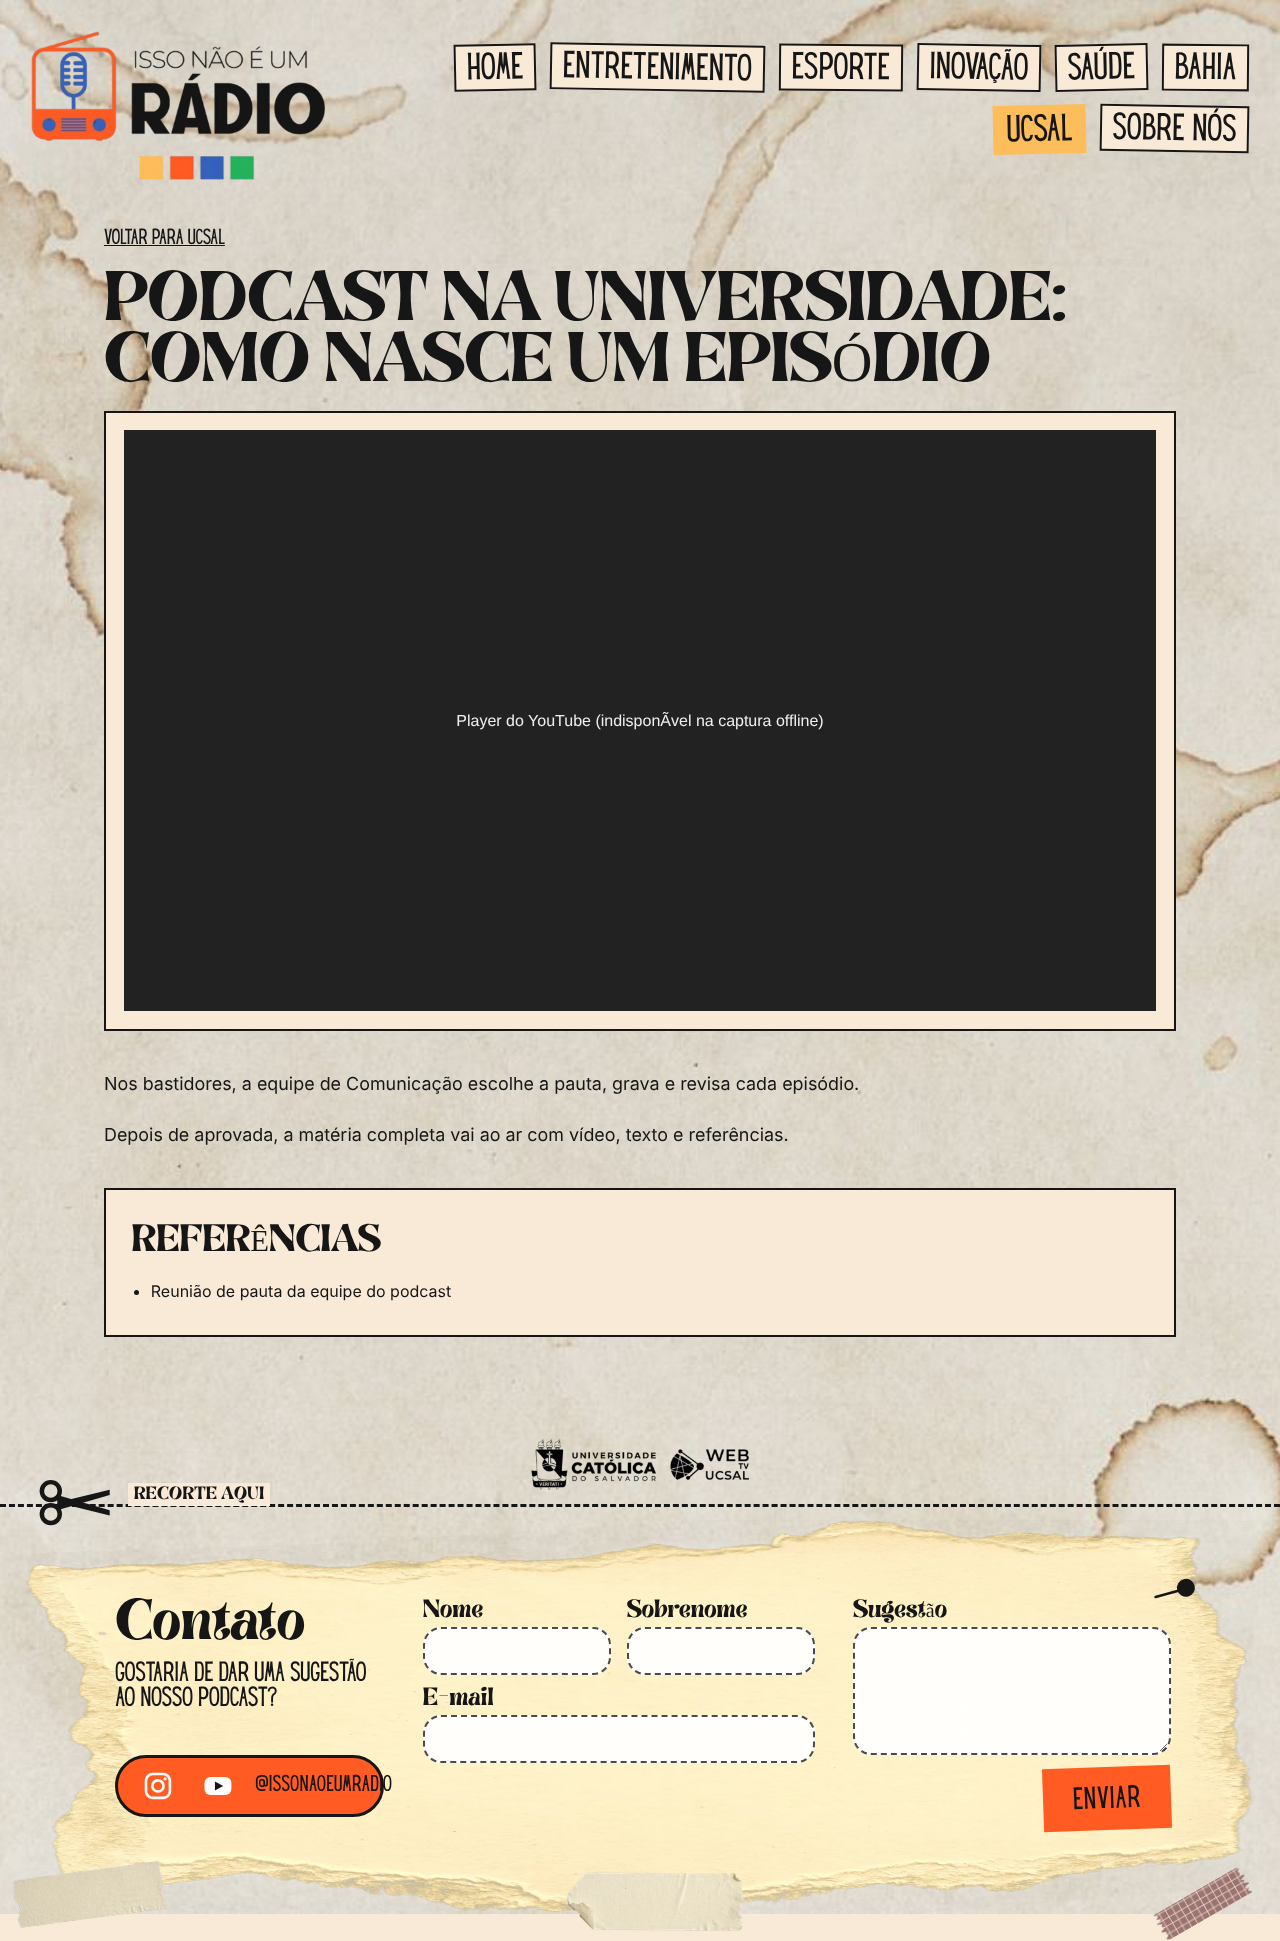 ISSO NÃO É UM
RÁDIO
HOME
ENTRETENIMENTO
ESPORTE
INOVAÇÃO
SAÚDE
BAHIA
UCSAL
SOBRE NÓS
VOLTAR PARA UCSAL
PODCAST NA UNIVERSIDADE:
COMO NASCE UM EPISÓDIO
Player do YouTube (indisponÃvel na captura offline)
Nos bastidores, a equipe de Comunicação escolhe a pauta, grava e revisa cada episódio.
Depois de aprovada, a matéria completa vai ao ar com vídeo, texto e referências.
REFERÊNCIAS
• Reunião de pauta da equipe do podcast
UNIVERSIDADE
CATÓLICA
DO SALVADOR
VERITATI
WEB
TV
UCSAL
RECORTE AQUI
Contato
GOSTARIA DE DAR UMA SUGESTÃO
AO NOSSO PODCAST?
@ISSONAOEUMRADIO
Nome
Sobrenome
E-mail
Sugestão
ENVIAR